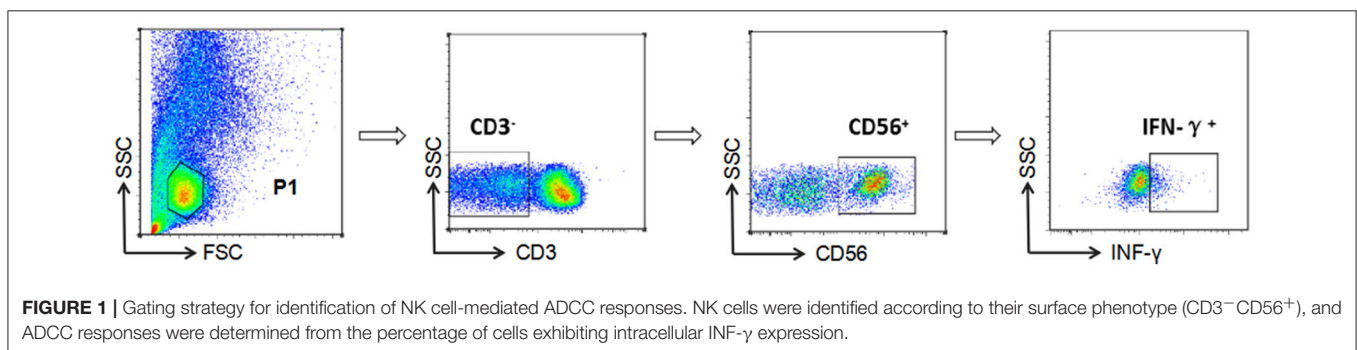 SSC
P1
FSC
SSC
CD3-
CD3
SSC
CD56+
CD56
SSC
IFN- γ +
INF-γ
FIGURE 1 | Gating strategy for identification of NK cell-mediated ADCC responses. NK cells were identified according to their surface phenotype (CD3−CD56+), and
ADCC responses were determined from the percentage of cells exhibiting intracellular INF-γ expression.